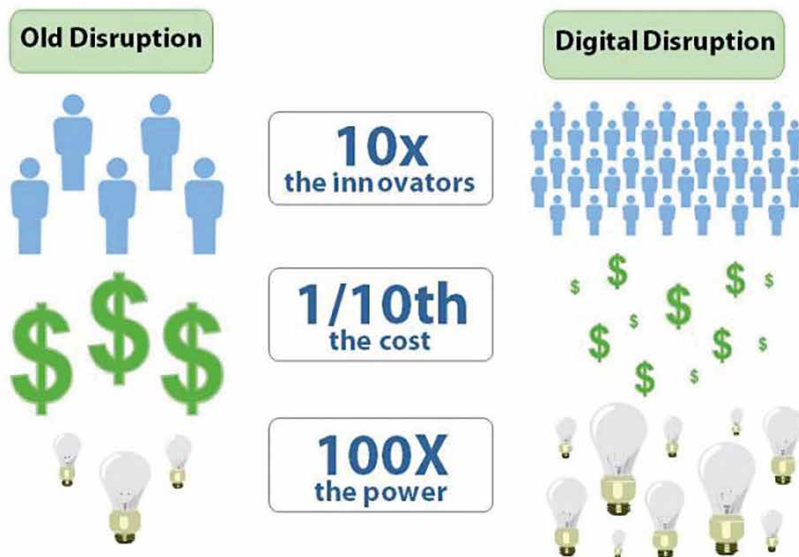 Old Disruption
Digital Disruption
10x
the innovators
1/10th
the cost
100X
the power
$ $ $
$ $ $ $ $ $ $ $ $ $ $